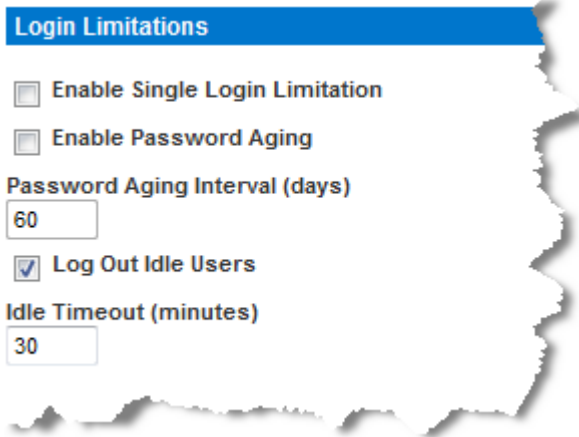 Login Limitations
Enable Single Login Limitation
Enable Password Aging
Password Aging Interval (days)
60
Log Out Idle Users
Idle Timeout (minutes)
30